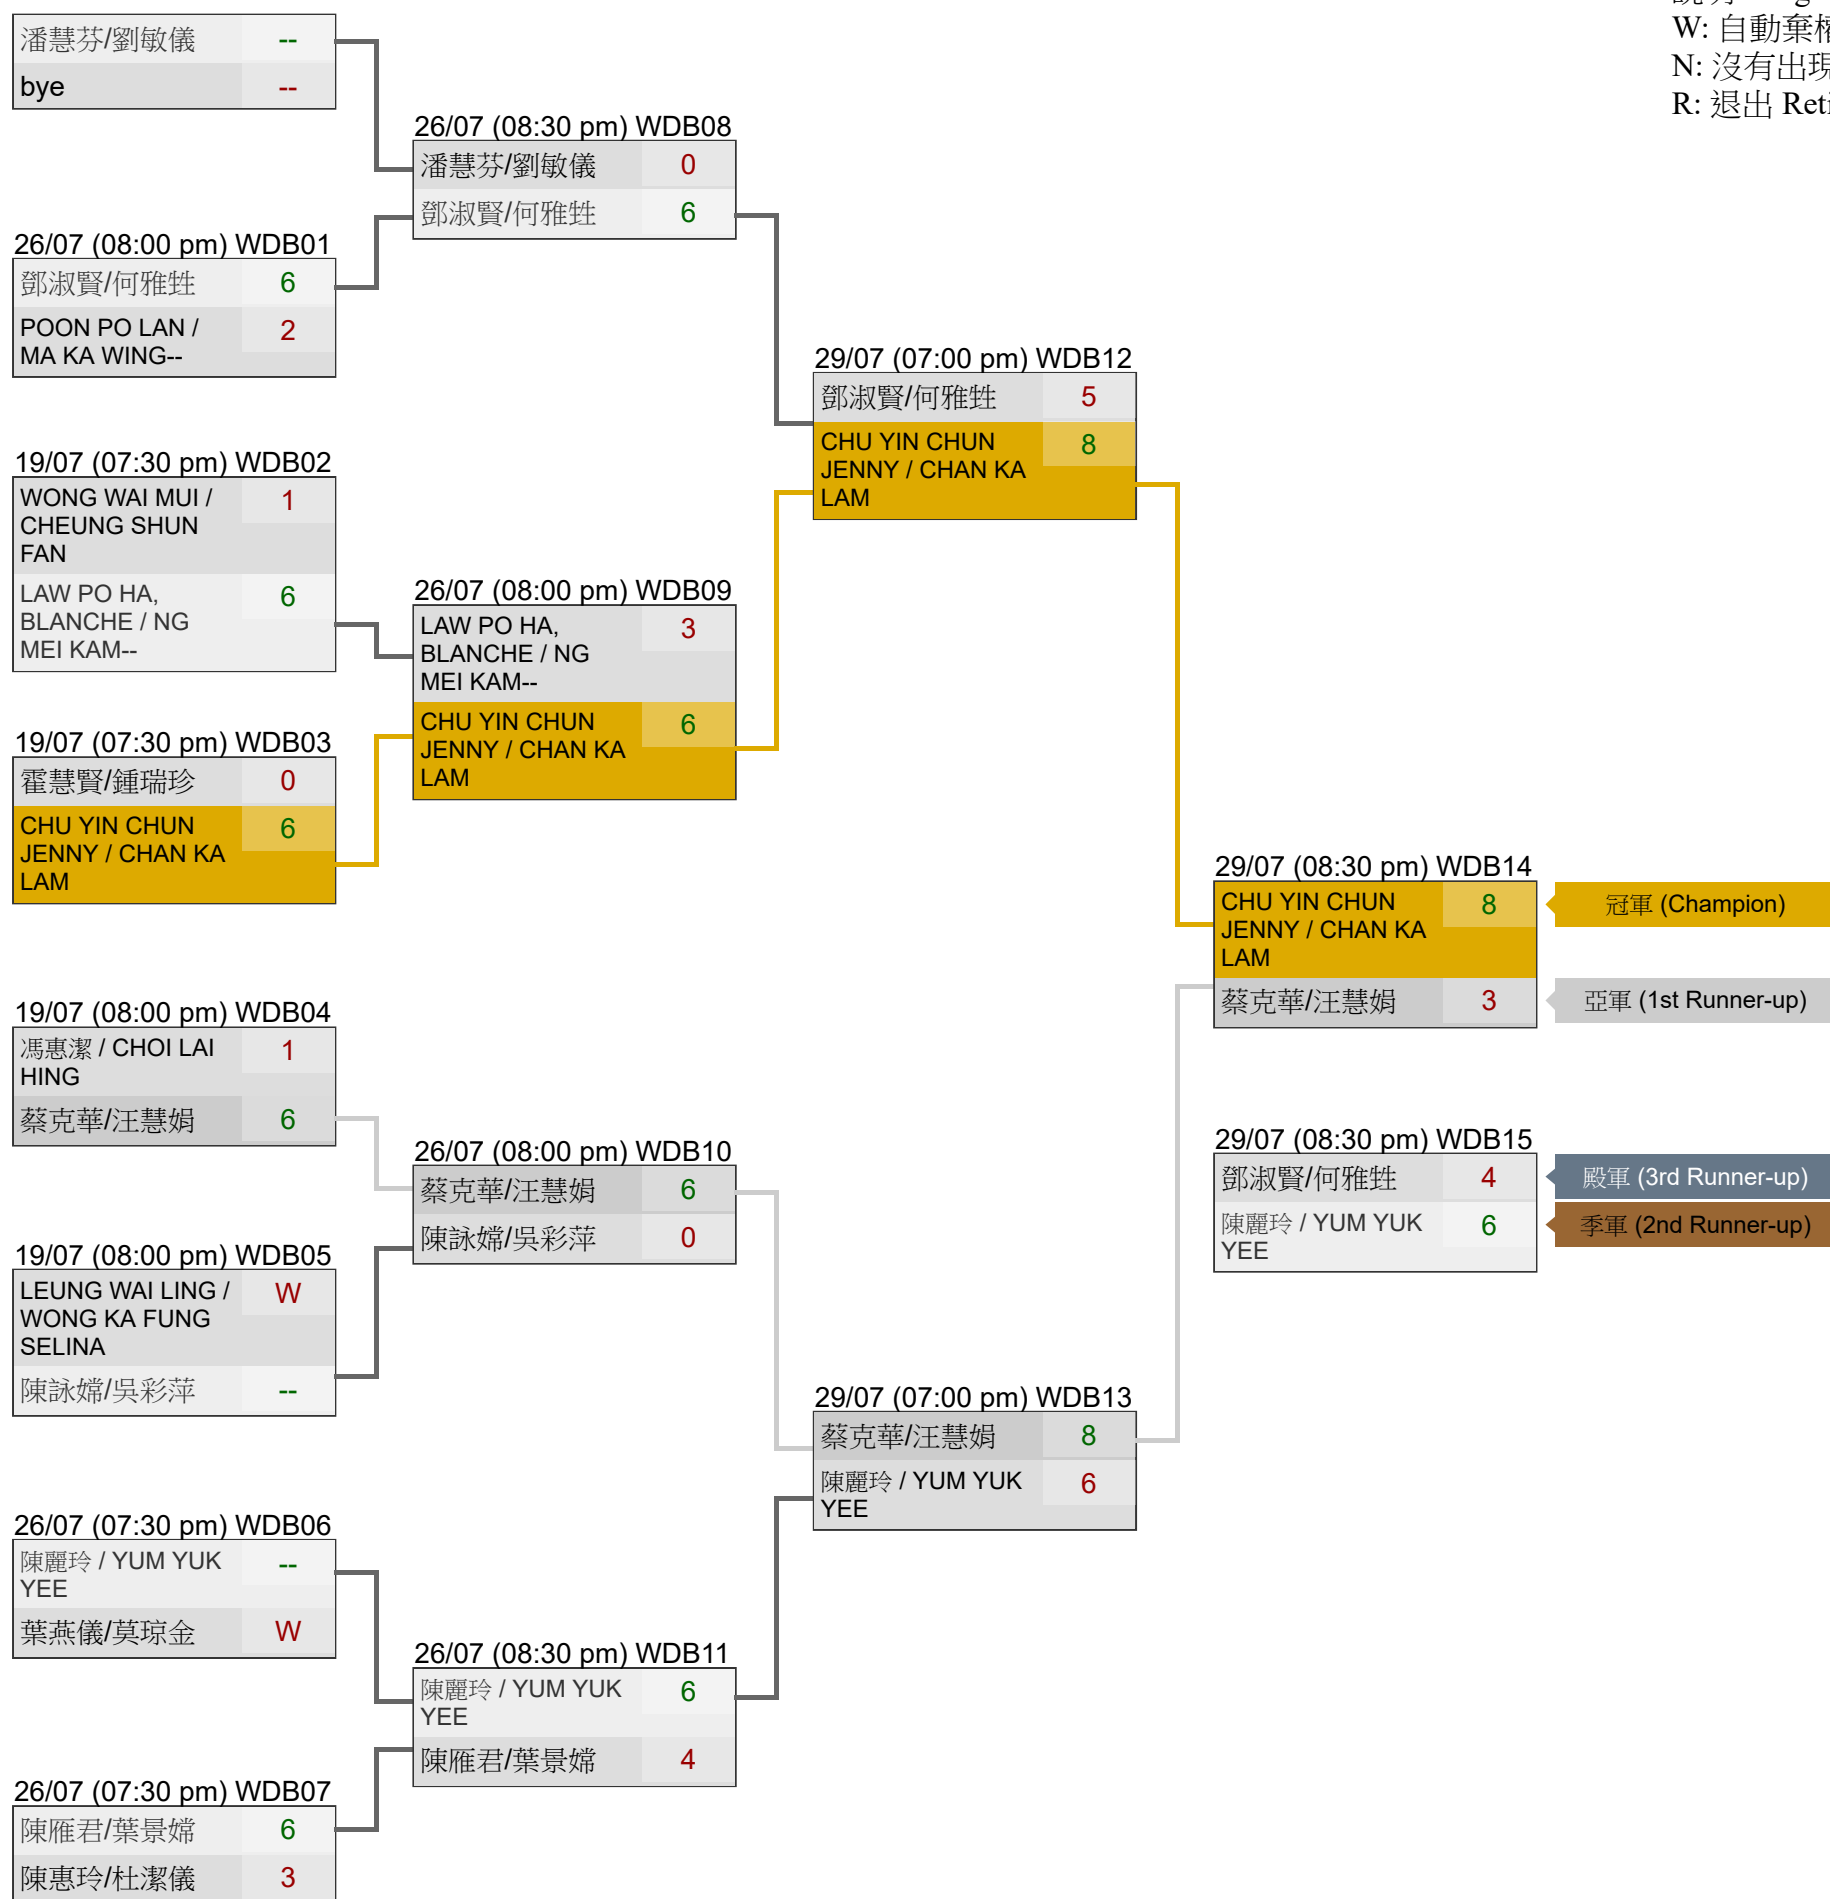 W: 自動棄
N: 沒有出現
R: 退出
潘慧芬/劉敏儀 --
bye --
26/07 (08:30 pm) WDB08
潘慧芬/劉敏儀 0
鄧淑賢/何雅甡 6
26/07 (08:00 pm) WDB01
鄧淑賢/何雅甡 6
POON PO LAN / 2
MA KA WING--
29/07 (07:00 pm) WDB12
鄧淑賢/何雅甡 5
CHU YIN CHUN 8
JENNY / CHAN KA
LAM
19/07 (07:30 pm) WDB02
WONG WAI MUI / 1
CHEUNG SHUN
FAN
LAW PO HA, 6
BLANCHE / NG
MEI KAM--
26/07 (08:00 pm) WDB09
LAW PO HA, 3
BLANCHE / NG
MEI KAM--
CHU YIN CHUN 6
JENNY / CHAN KA
LAM
19/07 (07:30 pm) WDB03
霍慧賢/鍾瑞珍 0
CHU YIN CHUN 6
JENNY / CHAN KA
LAM
29/07 (08:30 pm) WDB14
CHU YIN CHUN 8 冠軍 (Champion)
JENNY / CHAN KA
LAM
蔡克華/汪慧娟 3 亞軍 (1st Runner-up)
19/07 (08:00 pm) WDB04
馮惠潔 / CHOI LAI 1
HING
蔡克華/汪慧娟 6
26/07 (08:00 pm) WDB10
蔡克華/汪慧娟 6
陳詠嫦/吳彩萍 0
29/07 (08:30 pm) WDB15
鄧淑賢/何雅甡 4 殿軍 (3rd Runner-up)
陳麗玲 / YUM YUK 6 季軍 (2nd Runner-up)
YEE
19/07 (08:00 pm) WDB05
LEUNG WAI LING / W
WONG KA FUNG
SELINA
陳詠嫦/吳彩萍 --
29/07 (07:00 pm) WDB13
蔡克華/汪慧娟 8
陳麗玲 / YUM YUK 6
YEE
26/07 (07:30 pm) WDB06
陳麗玲 / YUM YUK --
YEE
葉燕儀/莫琼金 W
26/07 (08:30 pm) WDB11
陳麗玲 / YUM YUK 6
YEE
陳雁君/葉景嫦 4
26/07 (07:30 pm) WDB07
陳雁君/葉景嫦 6
陳惠玲/杜潔儀 3